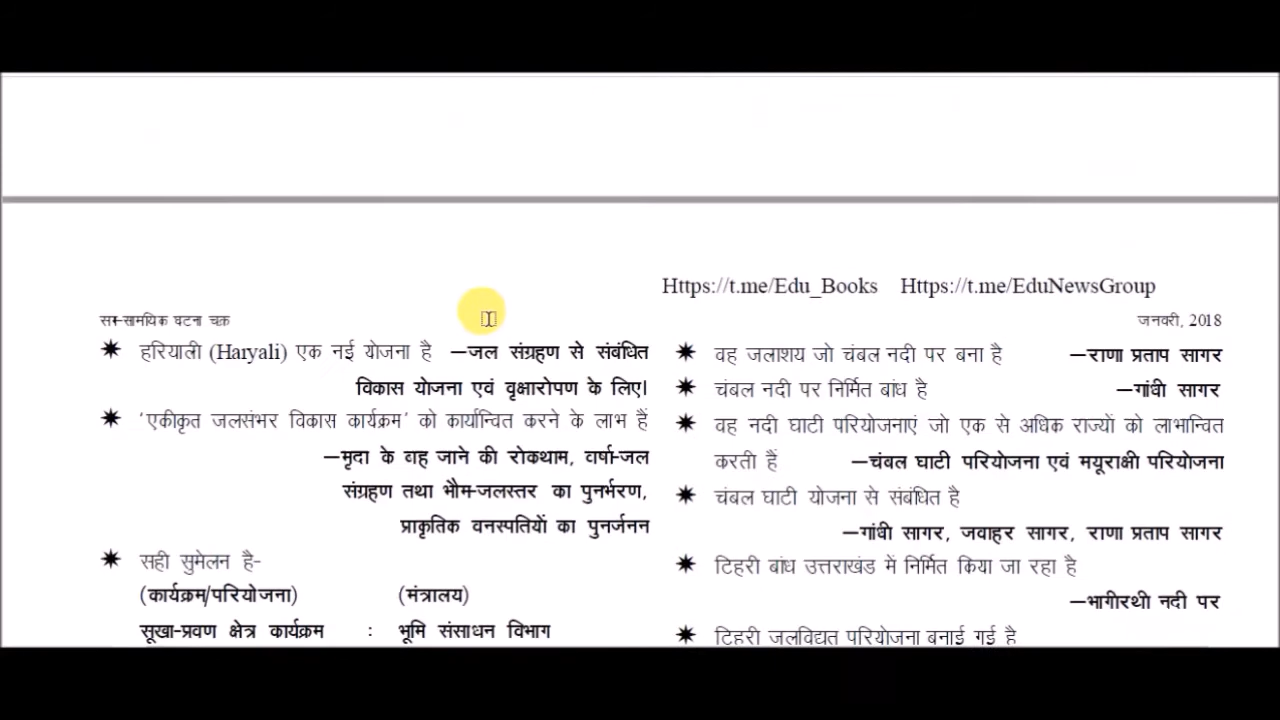 Https://t.me/Edu_Books Https://t.me/EduNewsGroup
सम-सामयिक घटना चक्र
जनवरी, 2018
✷ हरियाली (Haryali) एक नई योजना है –जल संग्रहण से संबंधित
विकास योजना एवं वृक्षारोपण के लिए।
✷ ‘एकीकृत जलसंभर विकास कार्यक्रम’ को कार्यान्वित करने के लाभ हैं
–मृदा के बाह जाने की रोकथाम, वर्षा-जल
संग्रहण तथा भौम-जलस्तर का पुनर्भरण,
प्राकृतिक वनस्पतियों का पुनर्जनन
✷ सही सुमेलन है-
(कार्यक्रम/परियोजना) (मंत्रालय)
सूखा-प्रवण क्षेत्र कार्यक्रम : भूमि संसाधन विभाग
✷ वह जलाशय जो चंबल नदी पर बना है –राणा प्रताप सागर
✷ चंबल नदी पर निर्मित बांध है –गांधी सागर
✷ वह नदी घाटी परियोजनाएं जो एक से अधिक राज्यों को लाभान्वित
करती हैं –चंबल घाटी परियोजना एवं मयूराक्षी परियोजना
✷ चंबल घाटी योजना से संबंधित है
–गांधी सागर, जवाहर सागर, राणा प्रताप सागर
✷ टिहरी बांध उत्तराखंड में निर्मित किया जा रहा है
–भागीरथी नदी पर
✷ टिहरी जलविद्युत परियोजना बनाई गई है